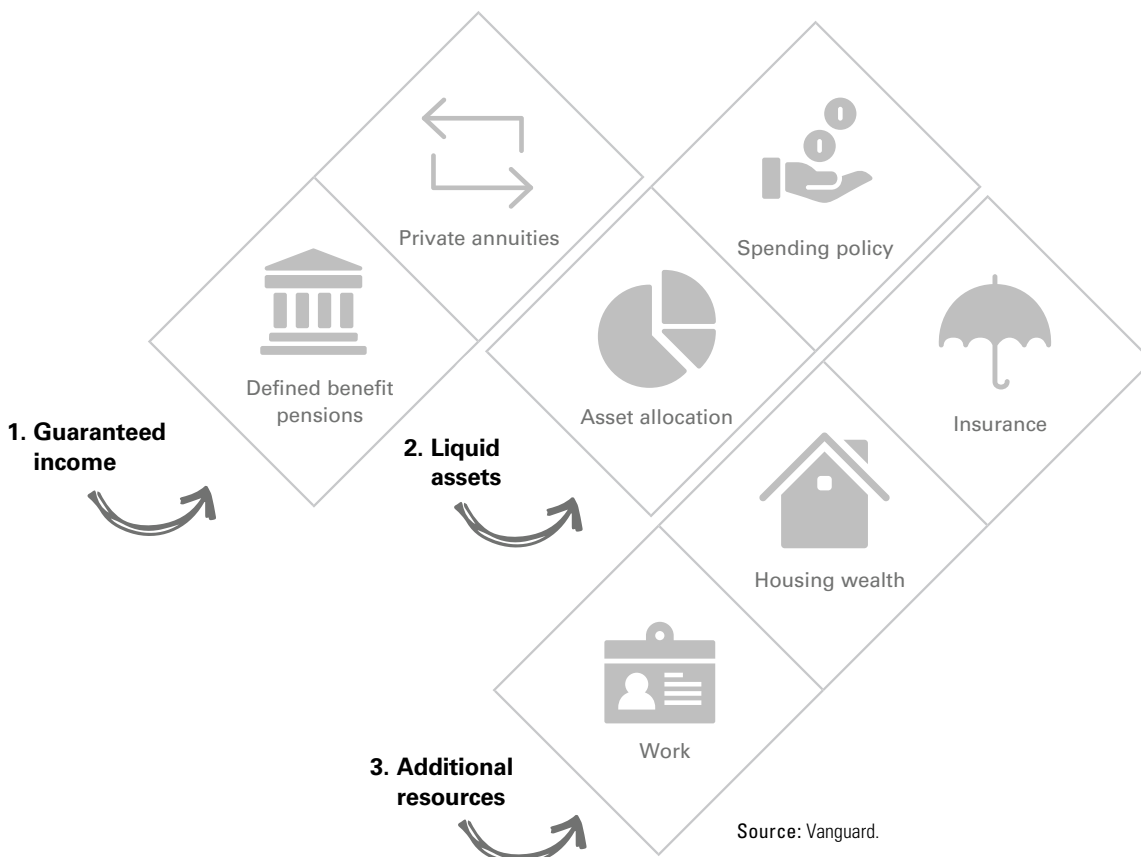 Private annuities
Spending policy
Defined benefit
pensions
Asset allocation
Insurance
1. Guaranteed
income
2. Liquid
assets
Housing wealth
Work
3. Additional
resources
Source: Vanguard.